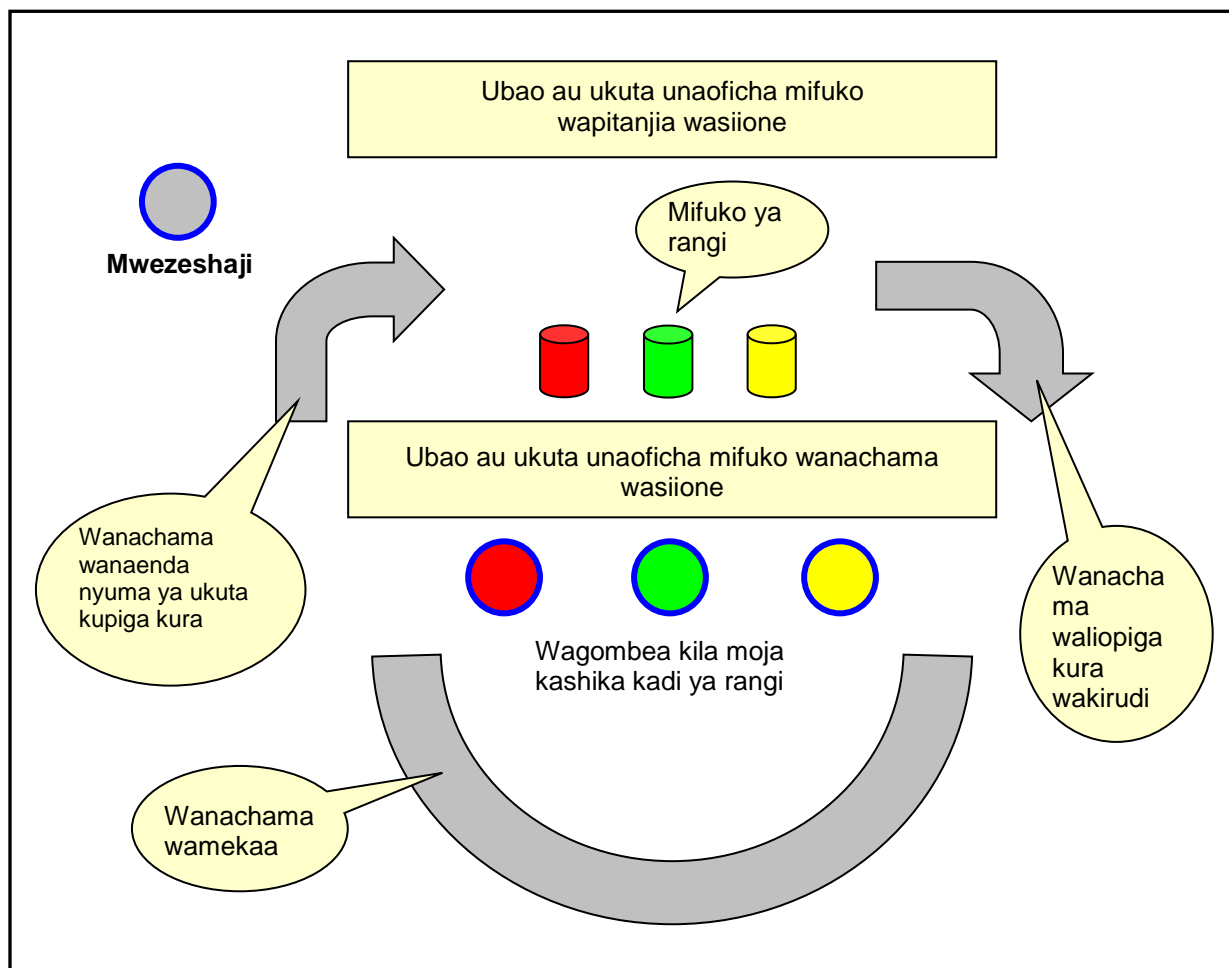 Ubao au ukuta unaoficha mifuko
wapitanjia wasiione
Mifuko ya
rangi
Mwezeshaji
Ubao au ukuta unaoficha mifuko wanachama
wasiione
Wanachama
wanaenda
nyuma ya ukuta
kupiga kura
Wanacha
ma
waliopiga
kura
wakirudi
Wagombea kila moja
kashika kadi ya rangi
Wanachama
wamekaa